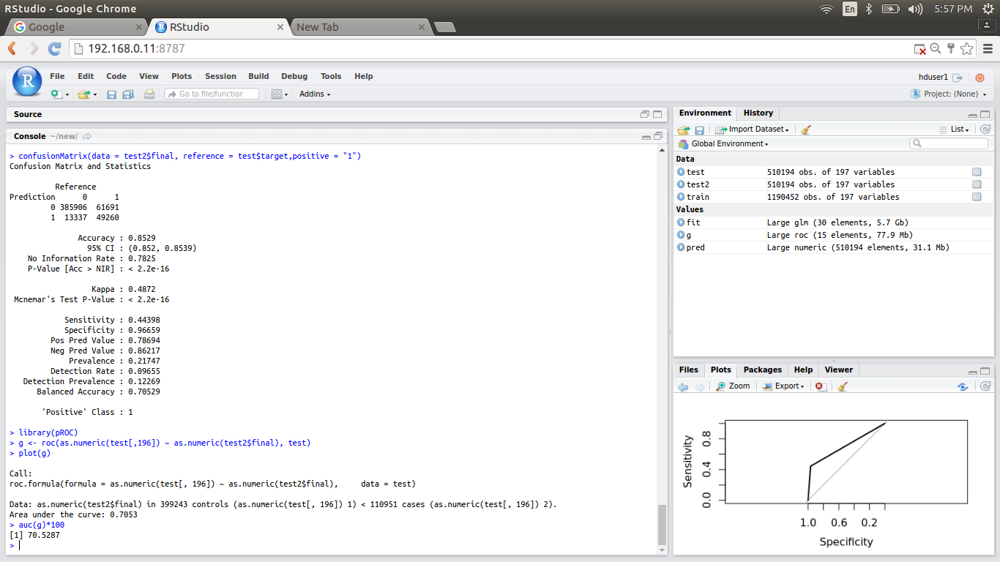 RStudio - Google Chrome
En
5:57 PM
Google
RStudio
New Tab
192.168.0.11:8787
R
File Edit Code View Plots Session Build Debug Tools Help
hduser1
Go to file/function
Addins
Project: (None)
Source
Console ~/new/
> confusionMatrix(data = test2$final, reference = test$target,positive = "1")
Confusion Matrix and Statistics
Reference
Prediction 0 1
0 385906 61691
1 13337 49260
Accuracy : 0.8529
95% CI : (0.852, 0.8539)
No Information Rate : 0.7825
P-Value [Acc > NIR] : < 2.2e-16
Kappa : 0.4872
Mcnemar's Test P-Value : < 2.2e-16
Sensitivity : 0.44398
Specificity : 0.96659
Pos Pred Value : 0.78694
Neg Pred Value : 0.86217
Prevalence : 0.21747
Detection Rate : 0.09655
Detection Prevalence : 0.12269
Balanced Accuracy : 0.70529
'Positive' Class : 1
> library(pROC)
> g <- roc(as.numeric(test[,196]) ~ as.numeric(test2$final), test)
> plot(g)
Call:
roc.formula(formula = as.numeric(test[, 196]) ~ as.numeric(test2$final), data = test)
Data: as.numeric(test2$final) in 399243 controls (as.numeric(test[, 196]) 1) < 110951 cases (as.numeric(test[, 196]) 2).
Area under the curve: 0.7053
> auc(g)*100
[1] 70.5287
>
Environment History
Import Dataset
List
Global Environment
Data
test 510194 obs. of 197 variables
test2 510194 obs. of 197 variables
train 1190452 obs. of 197 variables
Values
fit Large glm (30 elements, 5.7 Gb)
g Large roc (15 elements, 77.9 Mb)
pred Large numeric (510194 elements, 31.1 Mb)
Files Plots Packages Help Viewer
Zoom Export
Sensitivity
0.0 0.4 0.8
1.0 0.6 0.2
Specificity